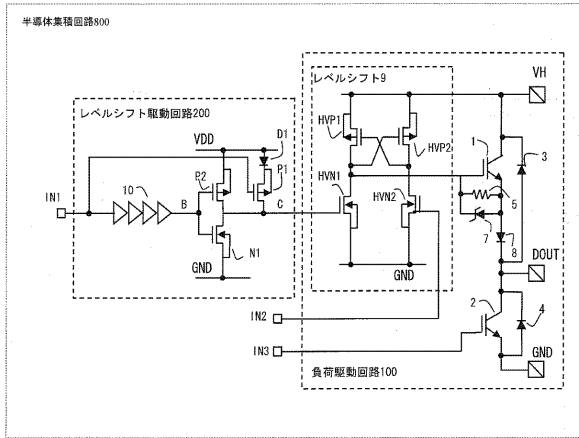 半導体集積回路800
レベルシフト駆動回路200
VDD
D1
P1
P2
IN1
10
B
C
N1
GND
レベルシフト9
HVP1
HVP2
HVN1
HVN2
GND
VH
1
3
5
7
8
DOUT
2
4
IN2
IN3
GND
負荷駆動回路100